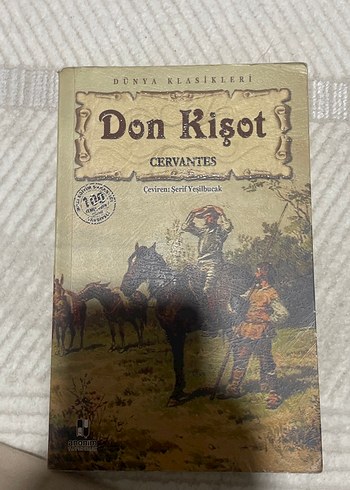 DÜNYA KLASİKLERİ
Don Kişot
CERVANTES
Çeviren: Şerif Yeşilbucak
100